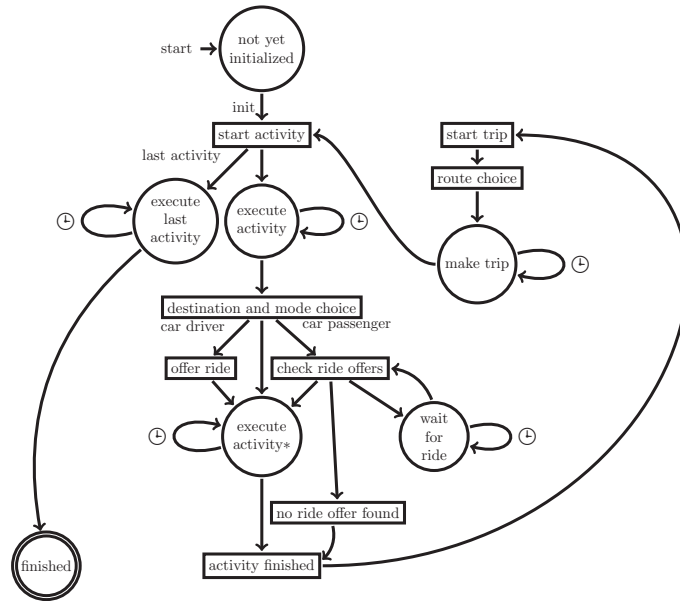 not yet
initialized
start
init
start activity
start trip
last activity
route choice
execute
last
activity
execute
activity
make trip
destination and mode choice
car driver
car passenger
offer ride
check ride offers
execute
activity*
wait
for
ride
no ride offer found
activity finished
finished